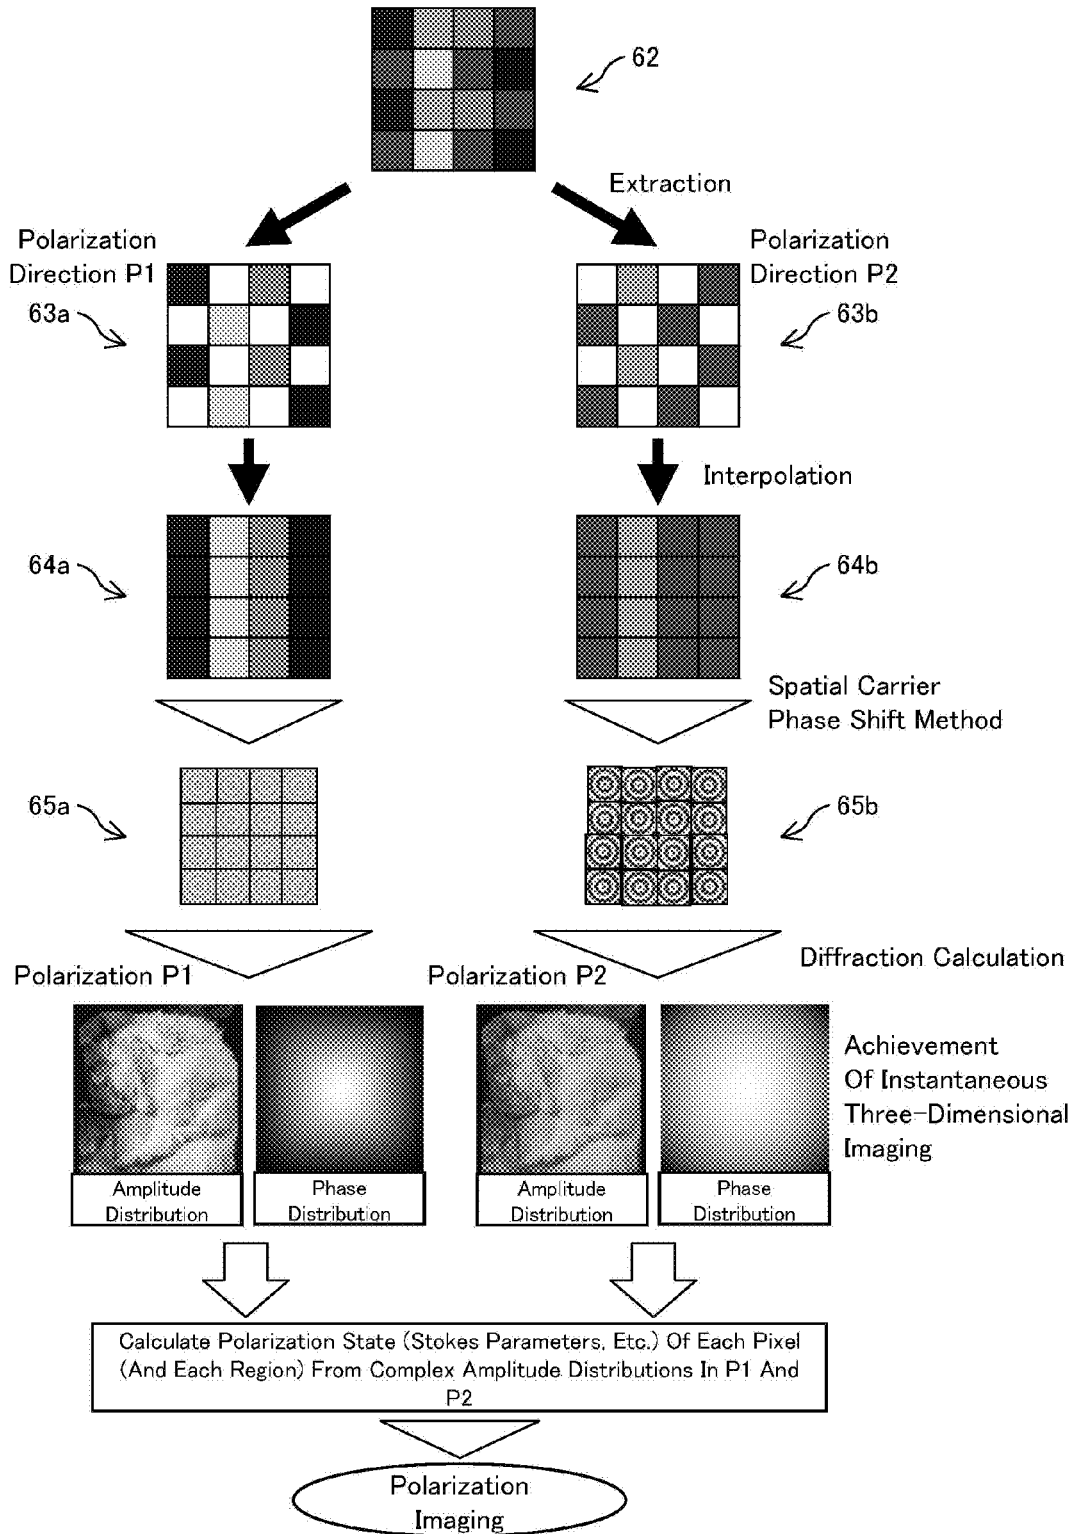 62
Extraction
Polarization
Direction P1
Polarization
Direction P2
63a
63b
Interpolation
64a
64b
Spatial Carrier
Phase Shift Method
65a
65b
Diffraction Calculation
Polarization P1
Polarization P2
Achievement
Of Instantaneous
Three-Dimensional
Imaging
Amplitude
Distribution
Phase
Distribution
Amplitude
Distribution
Phase
Distribution
Calculate Polarization State (Stokes Parameters, Etc.) Of Each Pixel
(And Each Region) From Complex Amplitude Distributions In P1 And
P2
Polarization
Imaging